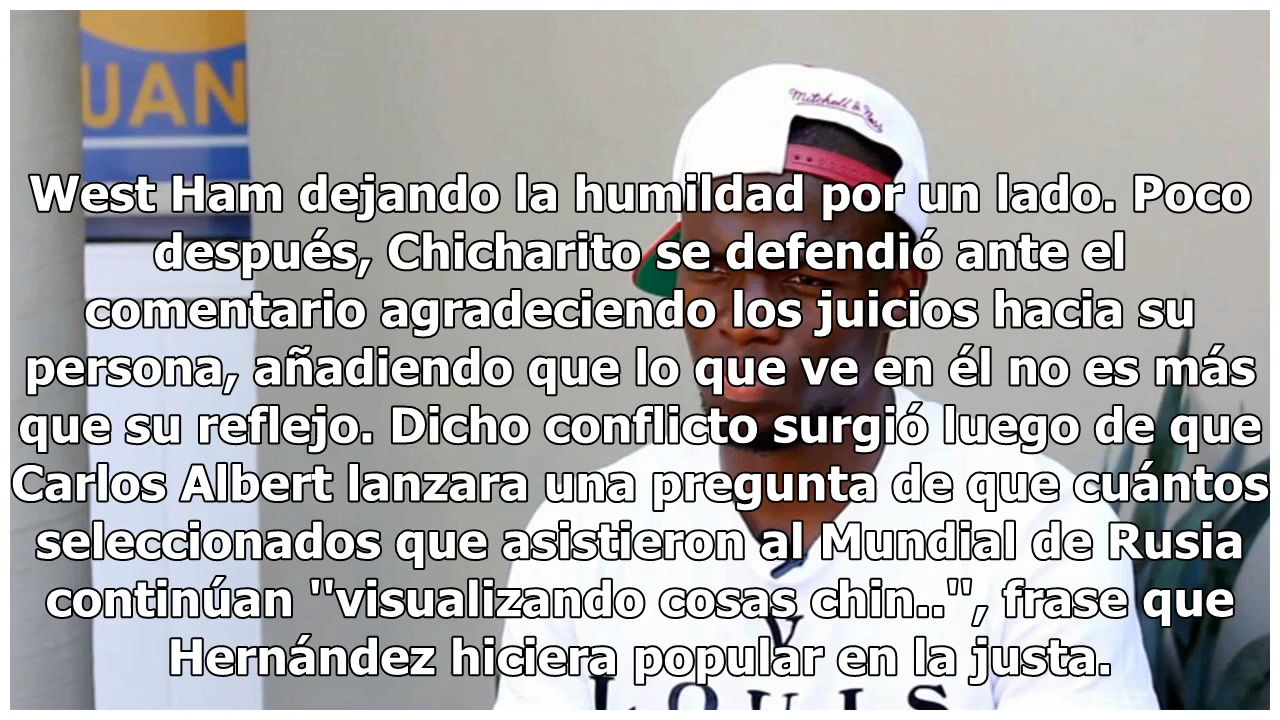 UAN
Mitchell & Ness
West Ham dejando la humildad por un lado. Poco
después, Chicharito se defendió ante el
comentario agradeciendo los juicios hacia su
persona, añadiendo que lo que ve en él no es más
que su reflejo. Dicho conflicto surgió luego de que
Carlos Albert lanzara una pregunta de que cuántos
seleccionados que asistieron al Mundial de Rusia
continúan "visualizando cosas chin..", frase que
Hernández hiciera popular en la justa.
V
LOUIS